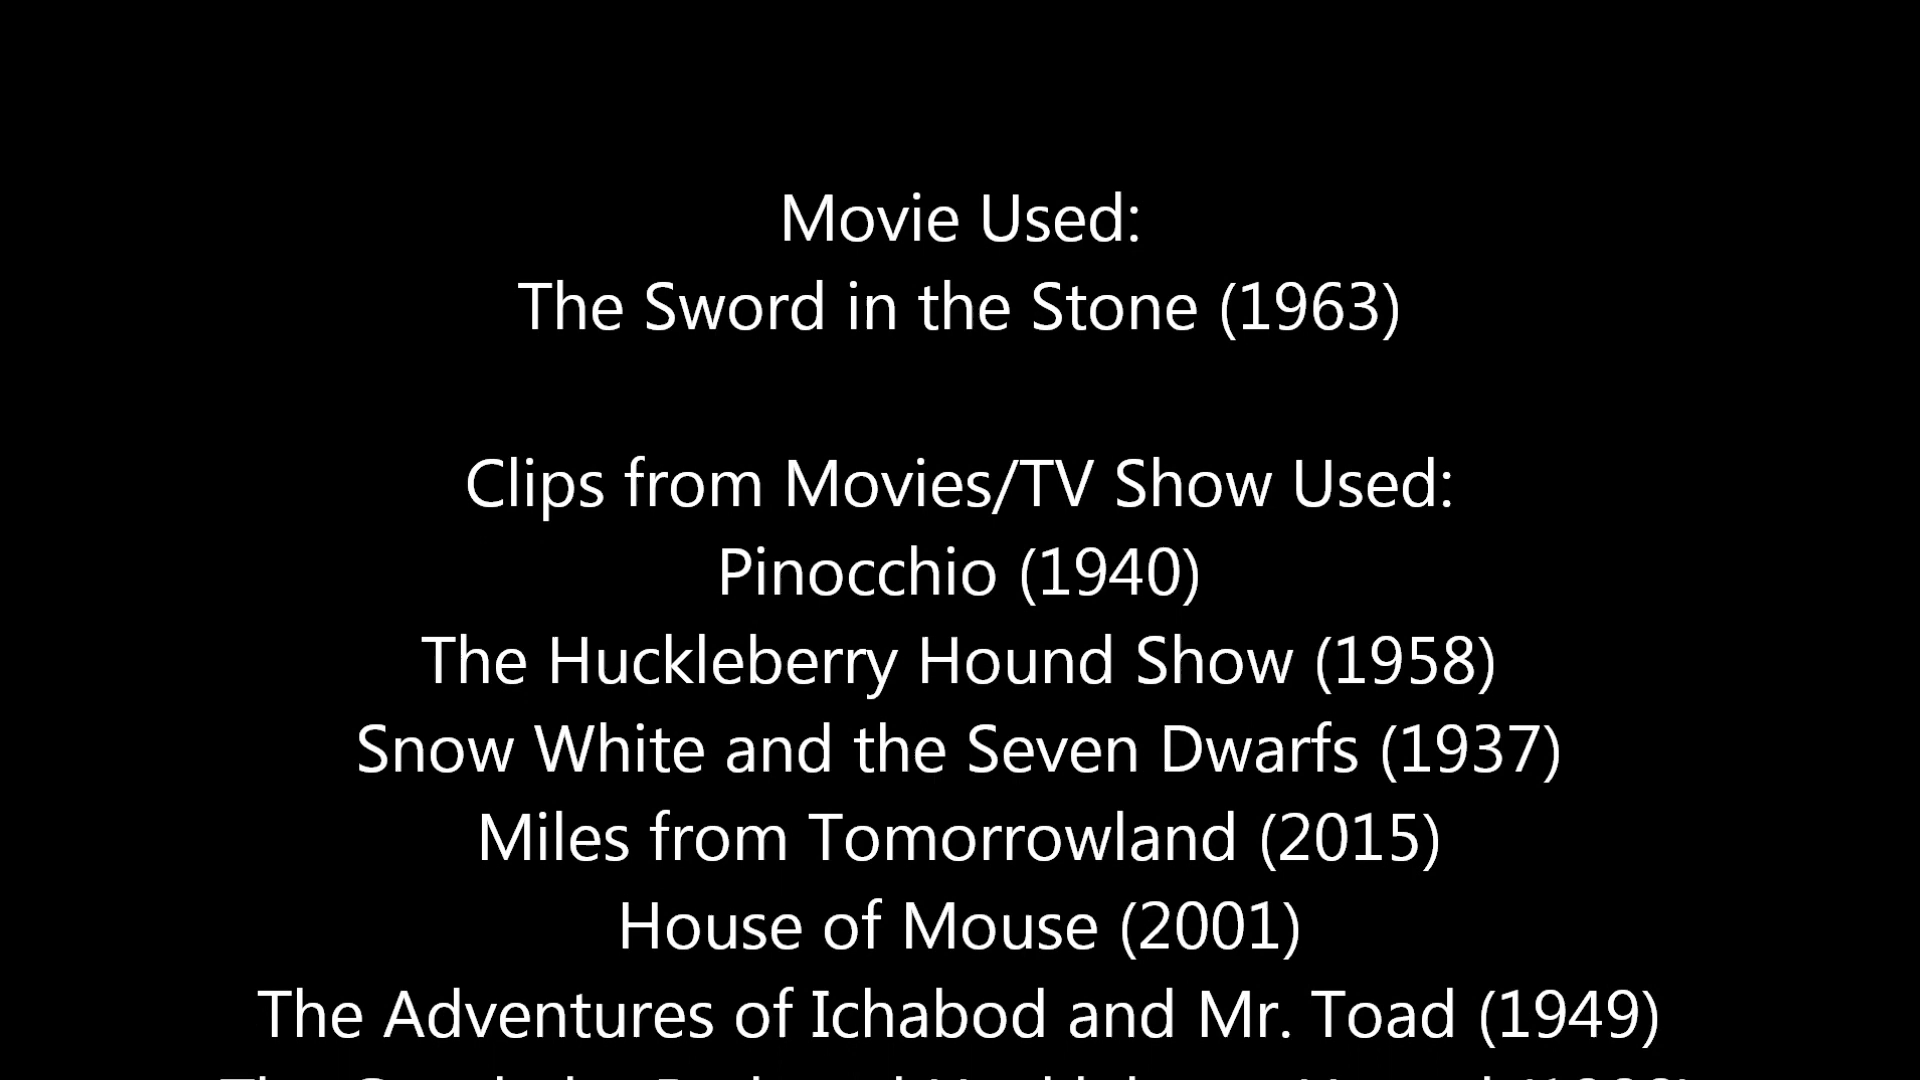 Movie Used:
The Sword in the Stone (1963)
Clips from Movies/TV Show Used:
Pinocchio (1940)
The Huckleberry Hound Show (1958)
Snow White and the Seven Dwarfs (1937)
Miles from Tomorrowland (2015)
House of Mouse (2001)
The Adventures of Ichabod and Mr. Toad (1949)